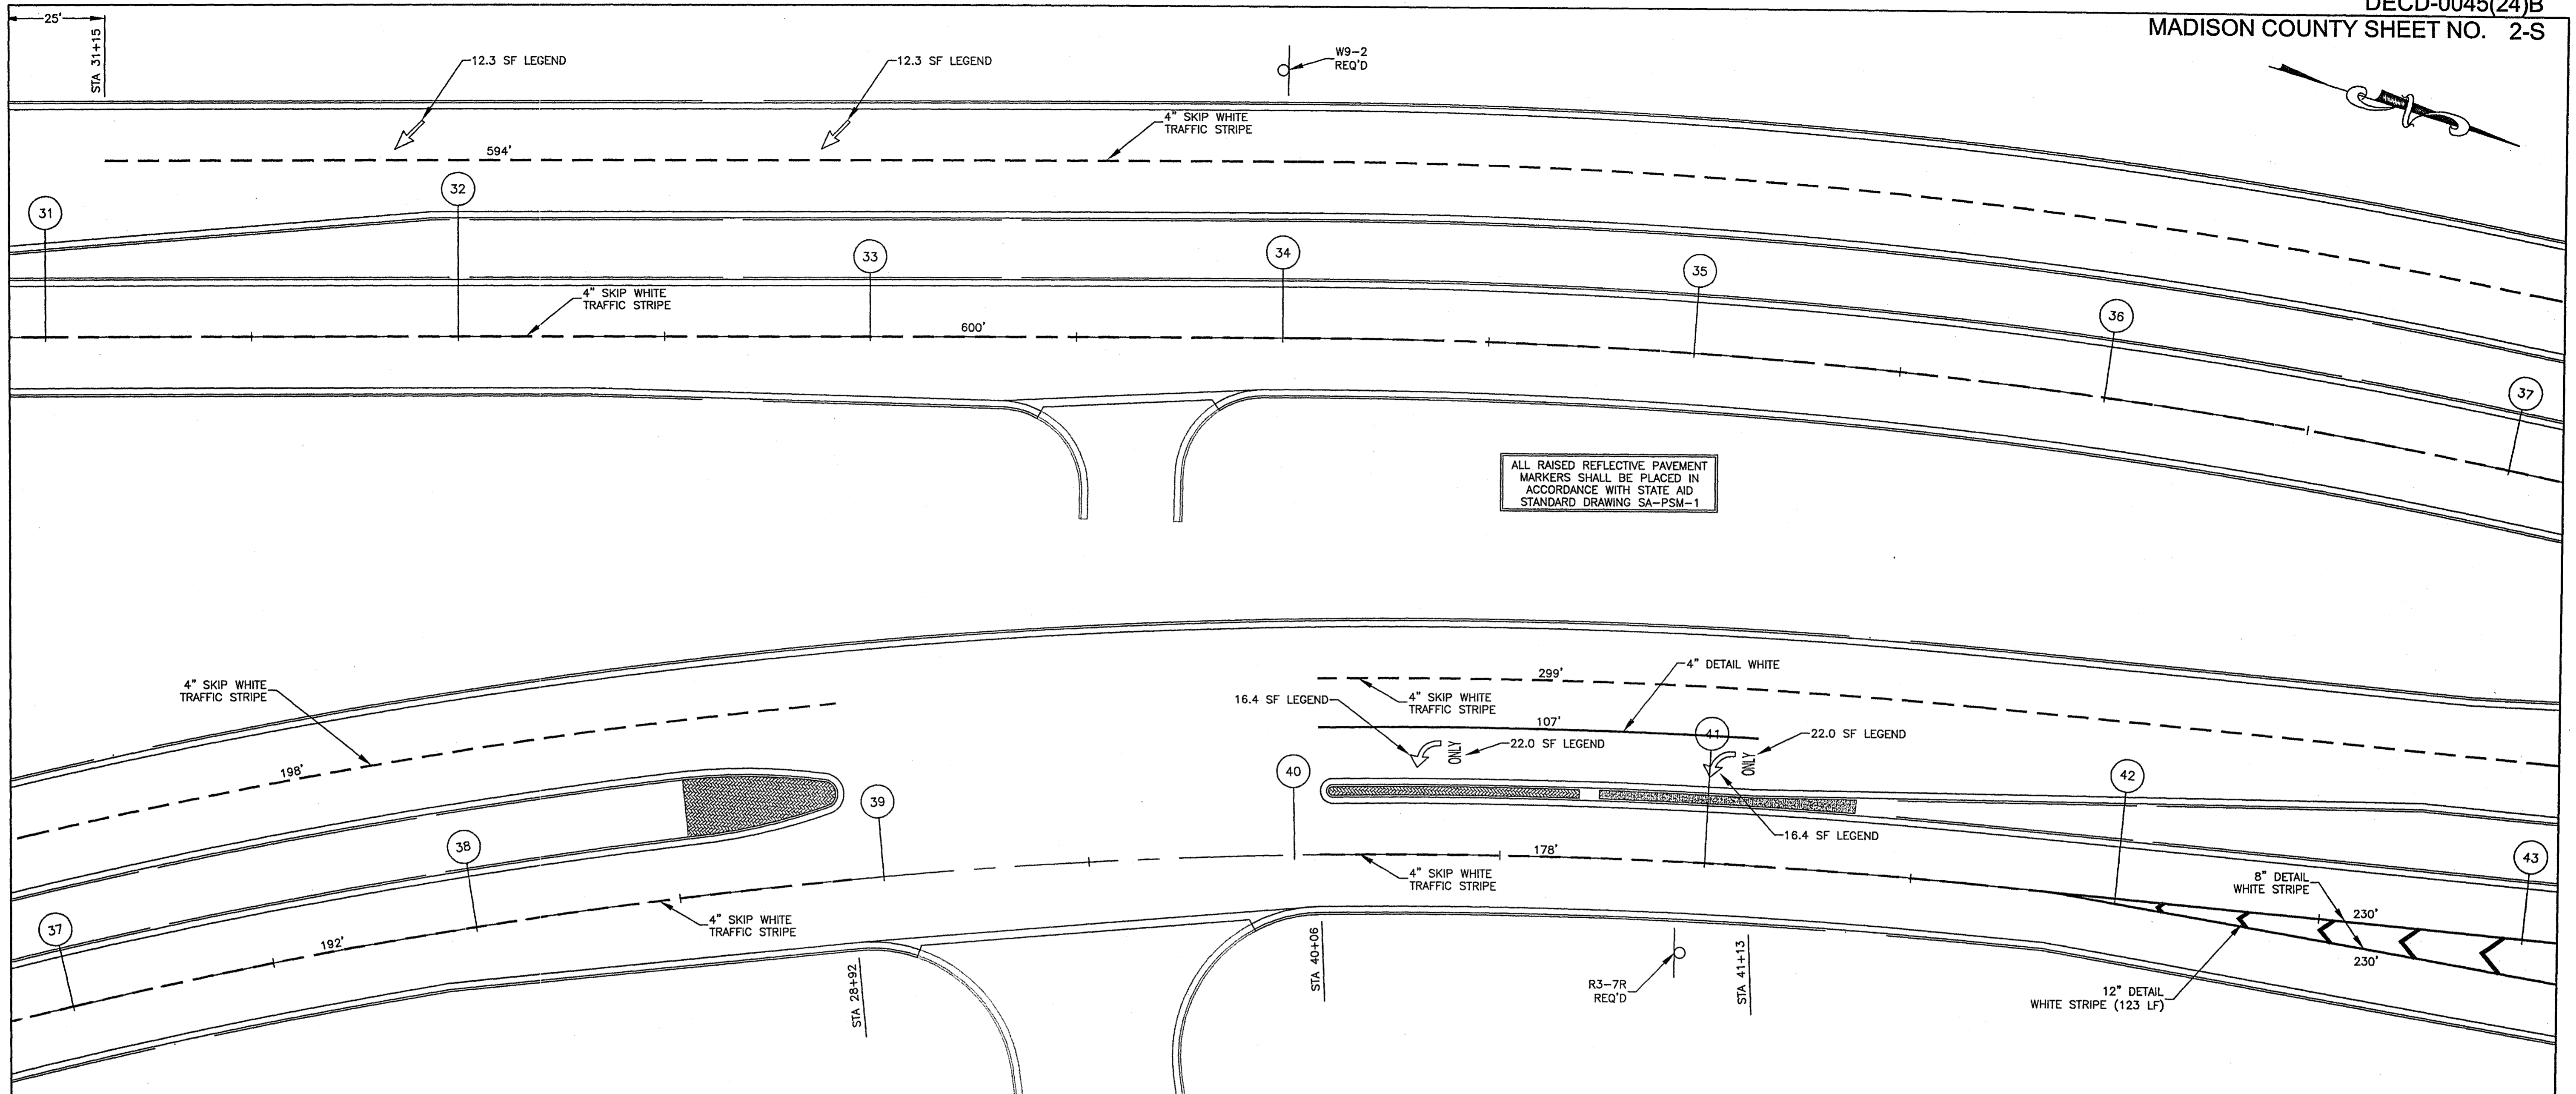 DECD-0045(24)B
MADISON COUNTY SHEET NO. 2-S
25'
STA 31+15
12.3 SF LEGEND
12.3 SF LEGEND
W9-2
REQ'D
4" SKIP WHITE
TRAFFIC STRIPE
594'
31
32
33
34
35
36
37
4" SKIP WHITE
TRAFFIC STRIPE
600'
ALL RAISED REFLECTIVE PAVEMENT
MARKERS SHALL BE PLACED IN
ACCORDANCE WITH STATE AID
STANDARD DRAWING SA-PSM-1
4" SKIP WHITE
TRAFFIC STRIPE
198'
4" DETAIL WHITE
299'
4" SKIP WHITE
TRAFFIC STRIPE
16.4 SF LEGEND
107'
ONLY
22.0 SF LEGEND
41
ONLY
22.0 SF LEGEND
16.4 SF LEGEND
37
38
39
40
42
43
192'
4" SKIP WHITE
TRAFFIC STRIPE
178'
4" SKIP WHITE
TRAFFIC STRIPE
8" DETAIL
WHITE STRIPE
230'
230'
12" DETAIL
WHITE STRIPE (123 LF)
STA 28+92
STA 40+06
R3-7R
REQ'D
STA 41+13